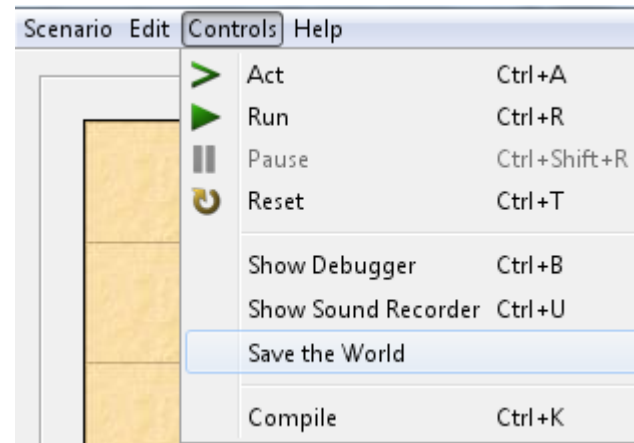 Scenario Edit Controls Help
Act Ctrl+A
Run Ctrl+R
Pause Ctrl+Shift+R
Reset Ctrl+T
Show Debugger Ctrl+B
Show Sound Recorder Ctrl+U
Save the World
Compile Ctrl+K